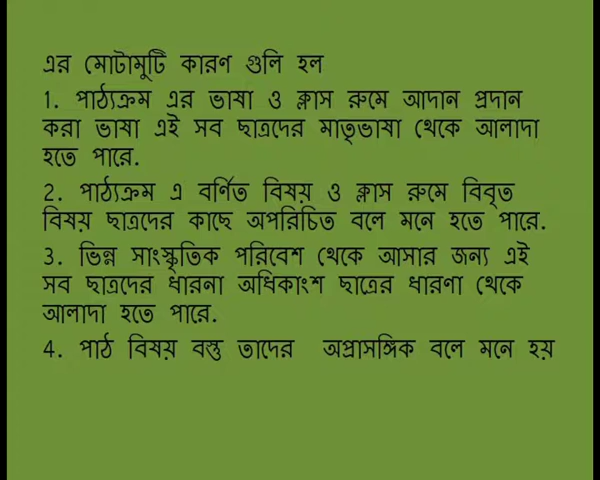 এর মোটামুটি কারণ গুলি হল
1. পাঠ্যক্রম এর ভাষা ও ক্লাস রুমে আদান প্রদান
করা ভাষা এই সব ছাত্রদের মাতৃভাষা থেকে আলাদা
হতে পারে.
2. পাঠ্যক্রম এ বর্ণিত বিষয় ও ক্লাস রুমে বিবৃত
বিষয় ছাত্রদের কাছে অপরিচিত বলে মনে হতে পারে.
3. ভিন্ন সাংস্কৃতিক পরিবেশ থেকে আসার জন্য এই
সব ছাত্রদের ধারনা অধিকাংশ ছাত্রের ধারণা থেকে
আলাদা হতে পারে.
4. পাঠ বিষয় বস্তু তাদের অপ্রাসঙ্গিক বলে মনে হয়